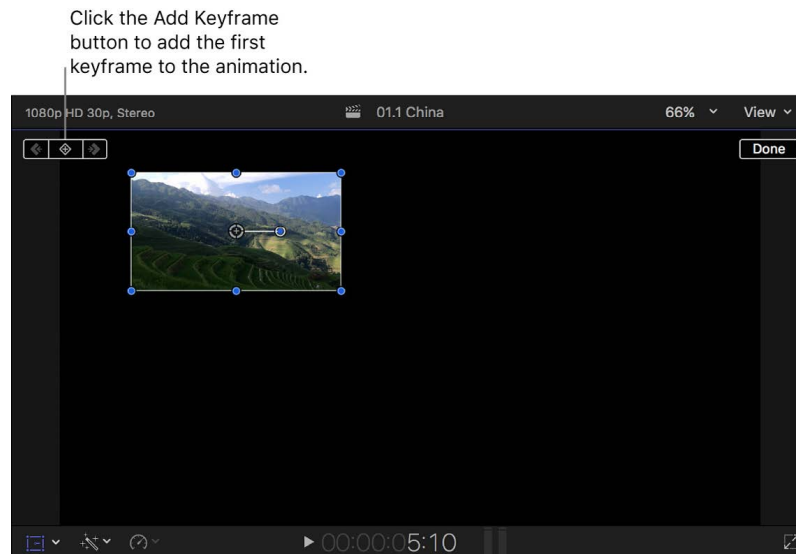 Click the Add Keyframe
button to add the first
keyframe to the animation.
1080p HD 30p, Stereo
01.1 China
66%
View
Done
00:00:05:10